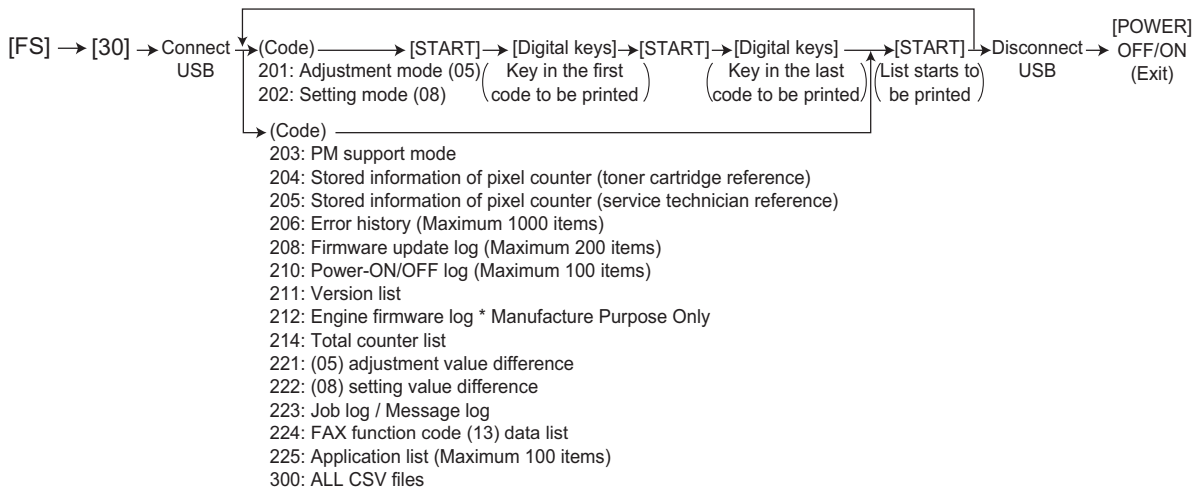 [FS] → [30] → Connect USB → (Code) → [START] → [Digital keys] → [START] → [Digital keys] → [START] → Disconnect USB → [POWER] OFF/ON (Exit)
201: Adjustment mode (05)
202: Setting mode (08)
(Key in the first
code to be printed)
(Key in the last
code to be printed)
(List starts to
be printed)
(Code)
203: PM support mode
204: Stored information of pixel counter (toner cartridge reference)
205: Stored information of pixel counter (service technician reference)
206: Error history (Maximum 1000 items)
208: Firmware update log (Maximum 200 items)
210: Power-ON/OFF log (Maximum 100 items)
211: Version list
212: Engine firmware log * Manufacture Purpose Only
214: Total counter list
221: (05) adjustment value difference
222: (08) setting value difference
223: Job log / Message log
224: FAX function code (13) data list
225: Application list (Maximum 100 items)
300: ALL CSV files